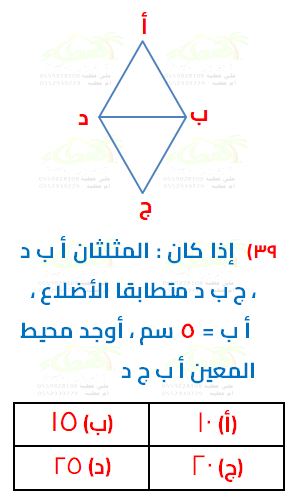 أ
ب
د
ج
٣٩) إذا كان : المثلثان أ ب د
، ج ب د متطابقا الأضلاع ،
أ ب = ٥ سم ، أوجد محيط
المعين أ ب ج د
(أ) ١٠ (ب) ١٥
(ج) ٢٠ (د) ٢٥